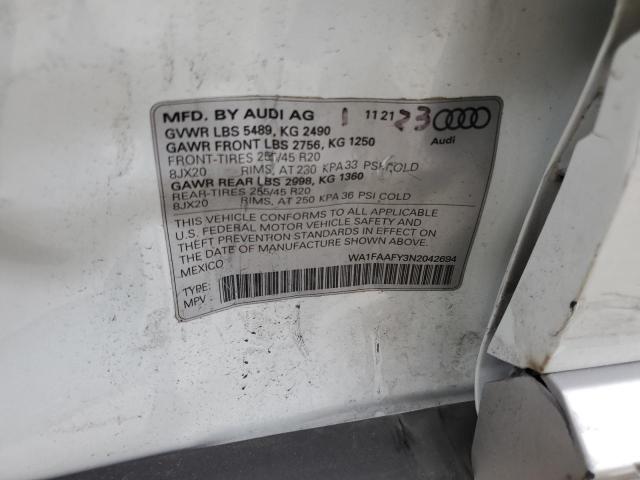 MFD. BY AUDI AG 11 21 23
GVWR LBS 5489, KG 2490
GAWR FRONT LBS 2756, KG 1250
FRONT-TIRES 255/45 R20
8JX20 RIMS, AT 230 KPA 33 PSI COLD
GAWR REAR LBS 2998, KG 1360
REAR-TIRES 255/45 R20
8JX20 RIMS, AT 250 KPA 36 PSI COLD
Audi
THIS VEHICLE CONFORMS TO ALL APPLICABLE
U.S. FEDERAL MOTOR VEHICLE SAFETY AND
THEFT PREVENTION STANDARDS IN EFFECT ON
THE DATE OF MANUFACTURE SHOWN ABOVE.
MEXICO
WA1FAAFY3N2042694
TYPE:
MPV